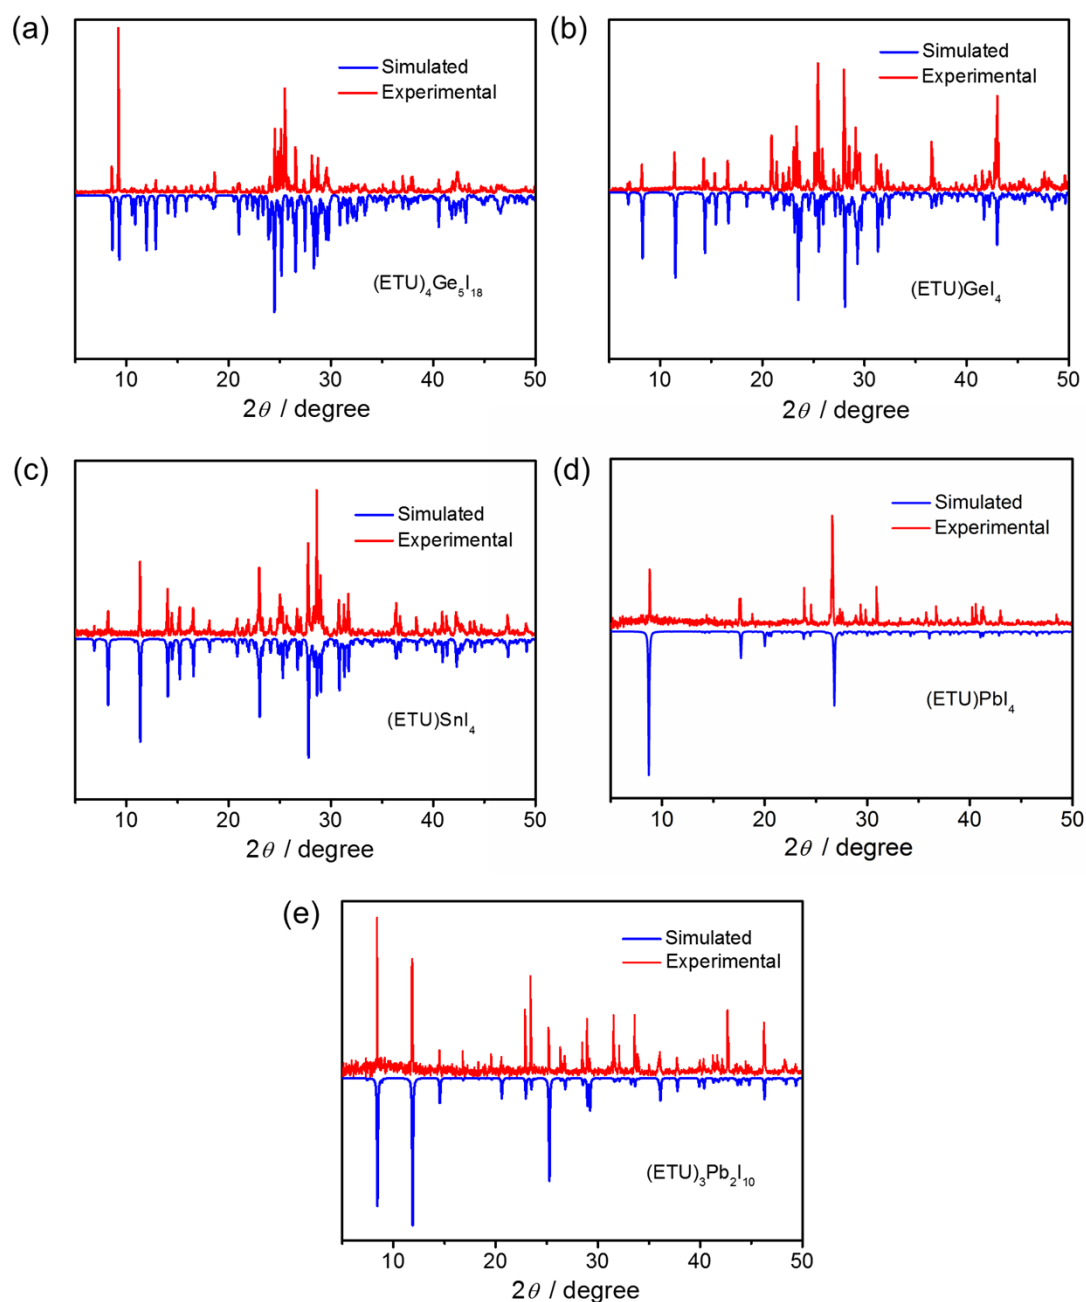 (a)
Simulated
Experimental
(ETU)₄Ge₅I₁₈
10 20 30 40 50
2θ / degree
(b)
Simulated
Experimental
(ETU)GeI₄
10 20 30 40 50
2θ / degree
(c)
Simulated
Experimental
(ETU)SnI₄
10 20 30 40 50
2θ / degree
(d)
Simulated
Experimental
(ETU)PbI₄
10 20 30 40 50
2θ / degree
(e)
Simulated
Experimental
(ETU)₃Pb₂I₁₀
10 20 30 40 50
2θ / degree